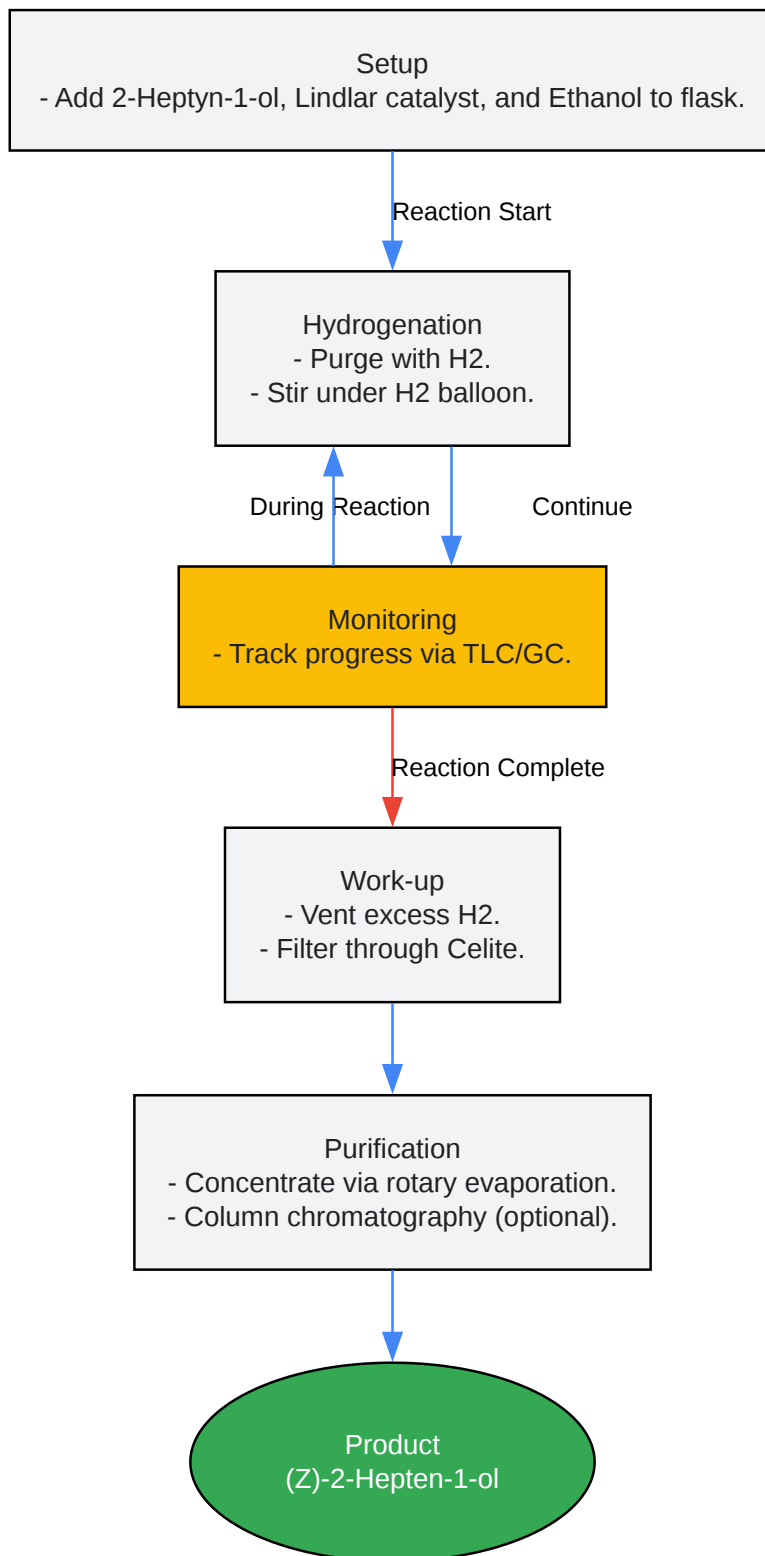 Setup
- Add 2-Heptyn-1-ol, Lindlar catalyst, and Ethanol to flask.
Reaction Start
Hydrogenation
- Purge with H2.
- Stir under H2 balloon.
During Reaction
Continue
Monitoring
- Track progress via TLC/GC.
Reaction Complete
Work-up
- Vent excess H2.
- Filter through Celite.
Purification
- Concentrate via rotary evaporation.
- Column chromatography (optional).
Product
(Z)-2-Hepten-1-ol